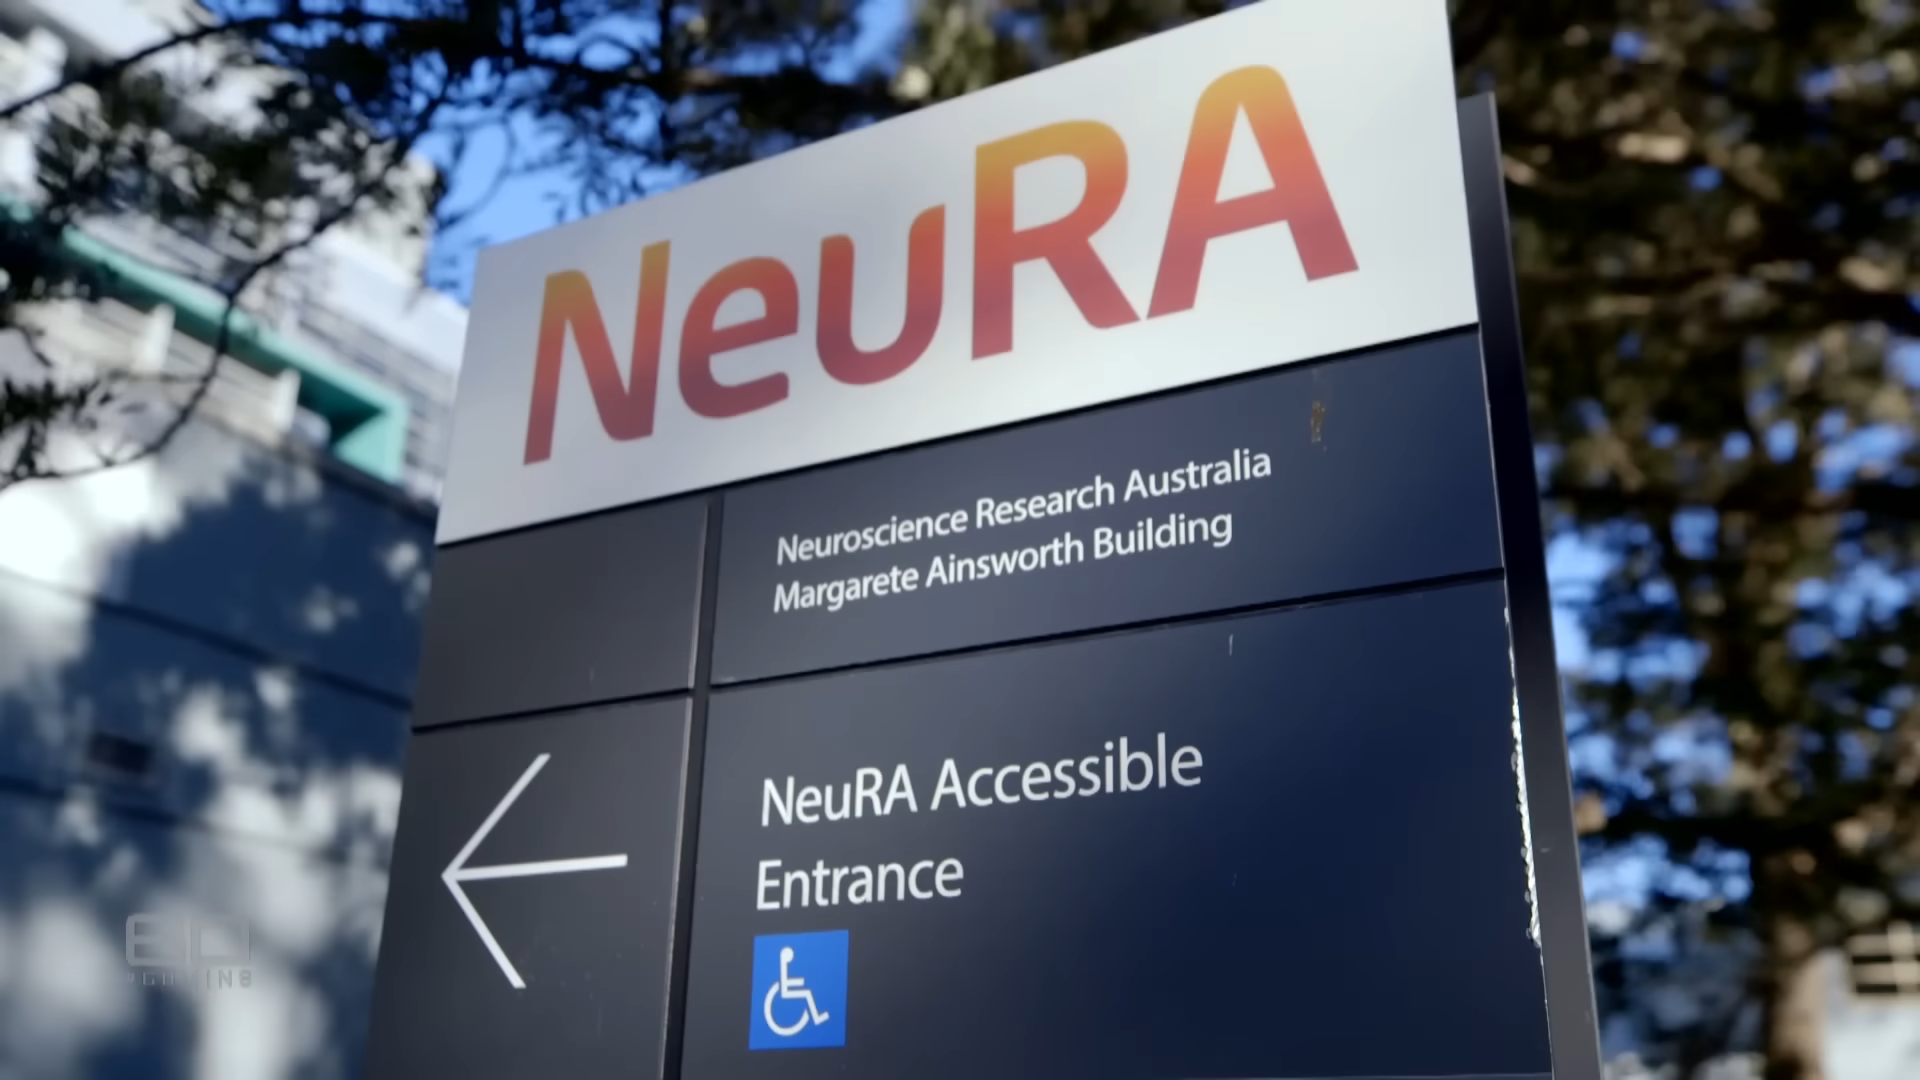 NeuRA
Neuroscience Research Australia
Margarete Ainsworth Building
NeuRA Accessible
Entrance